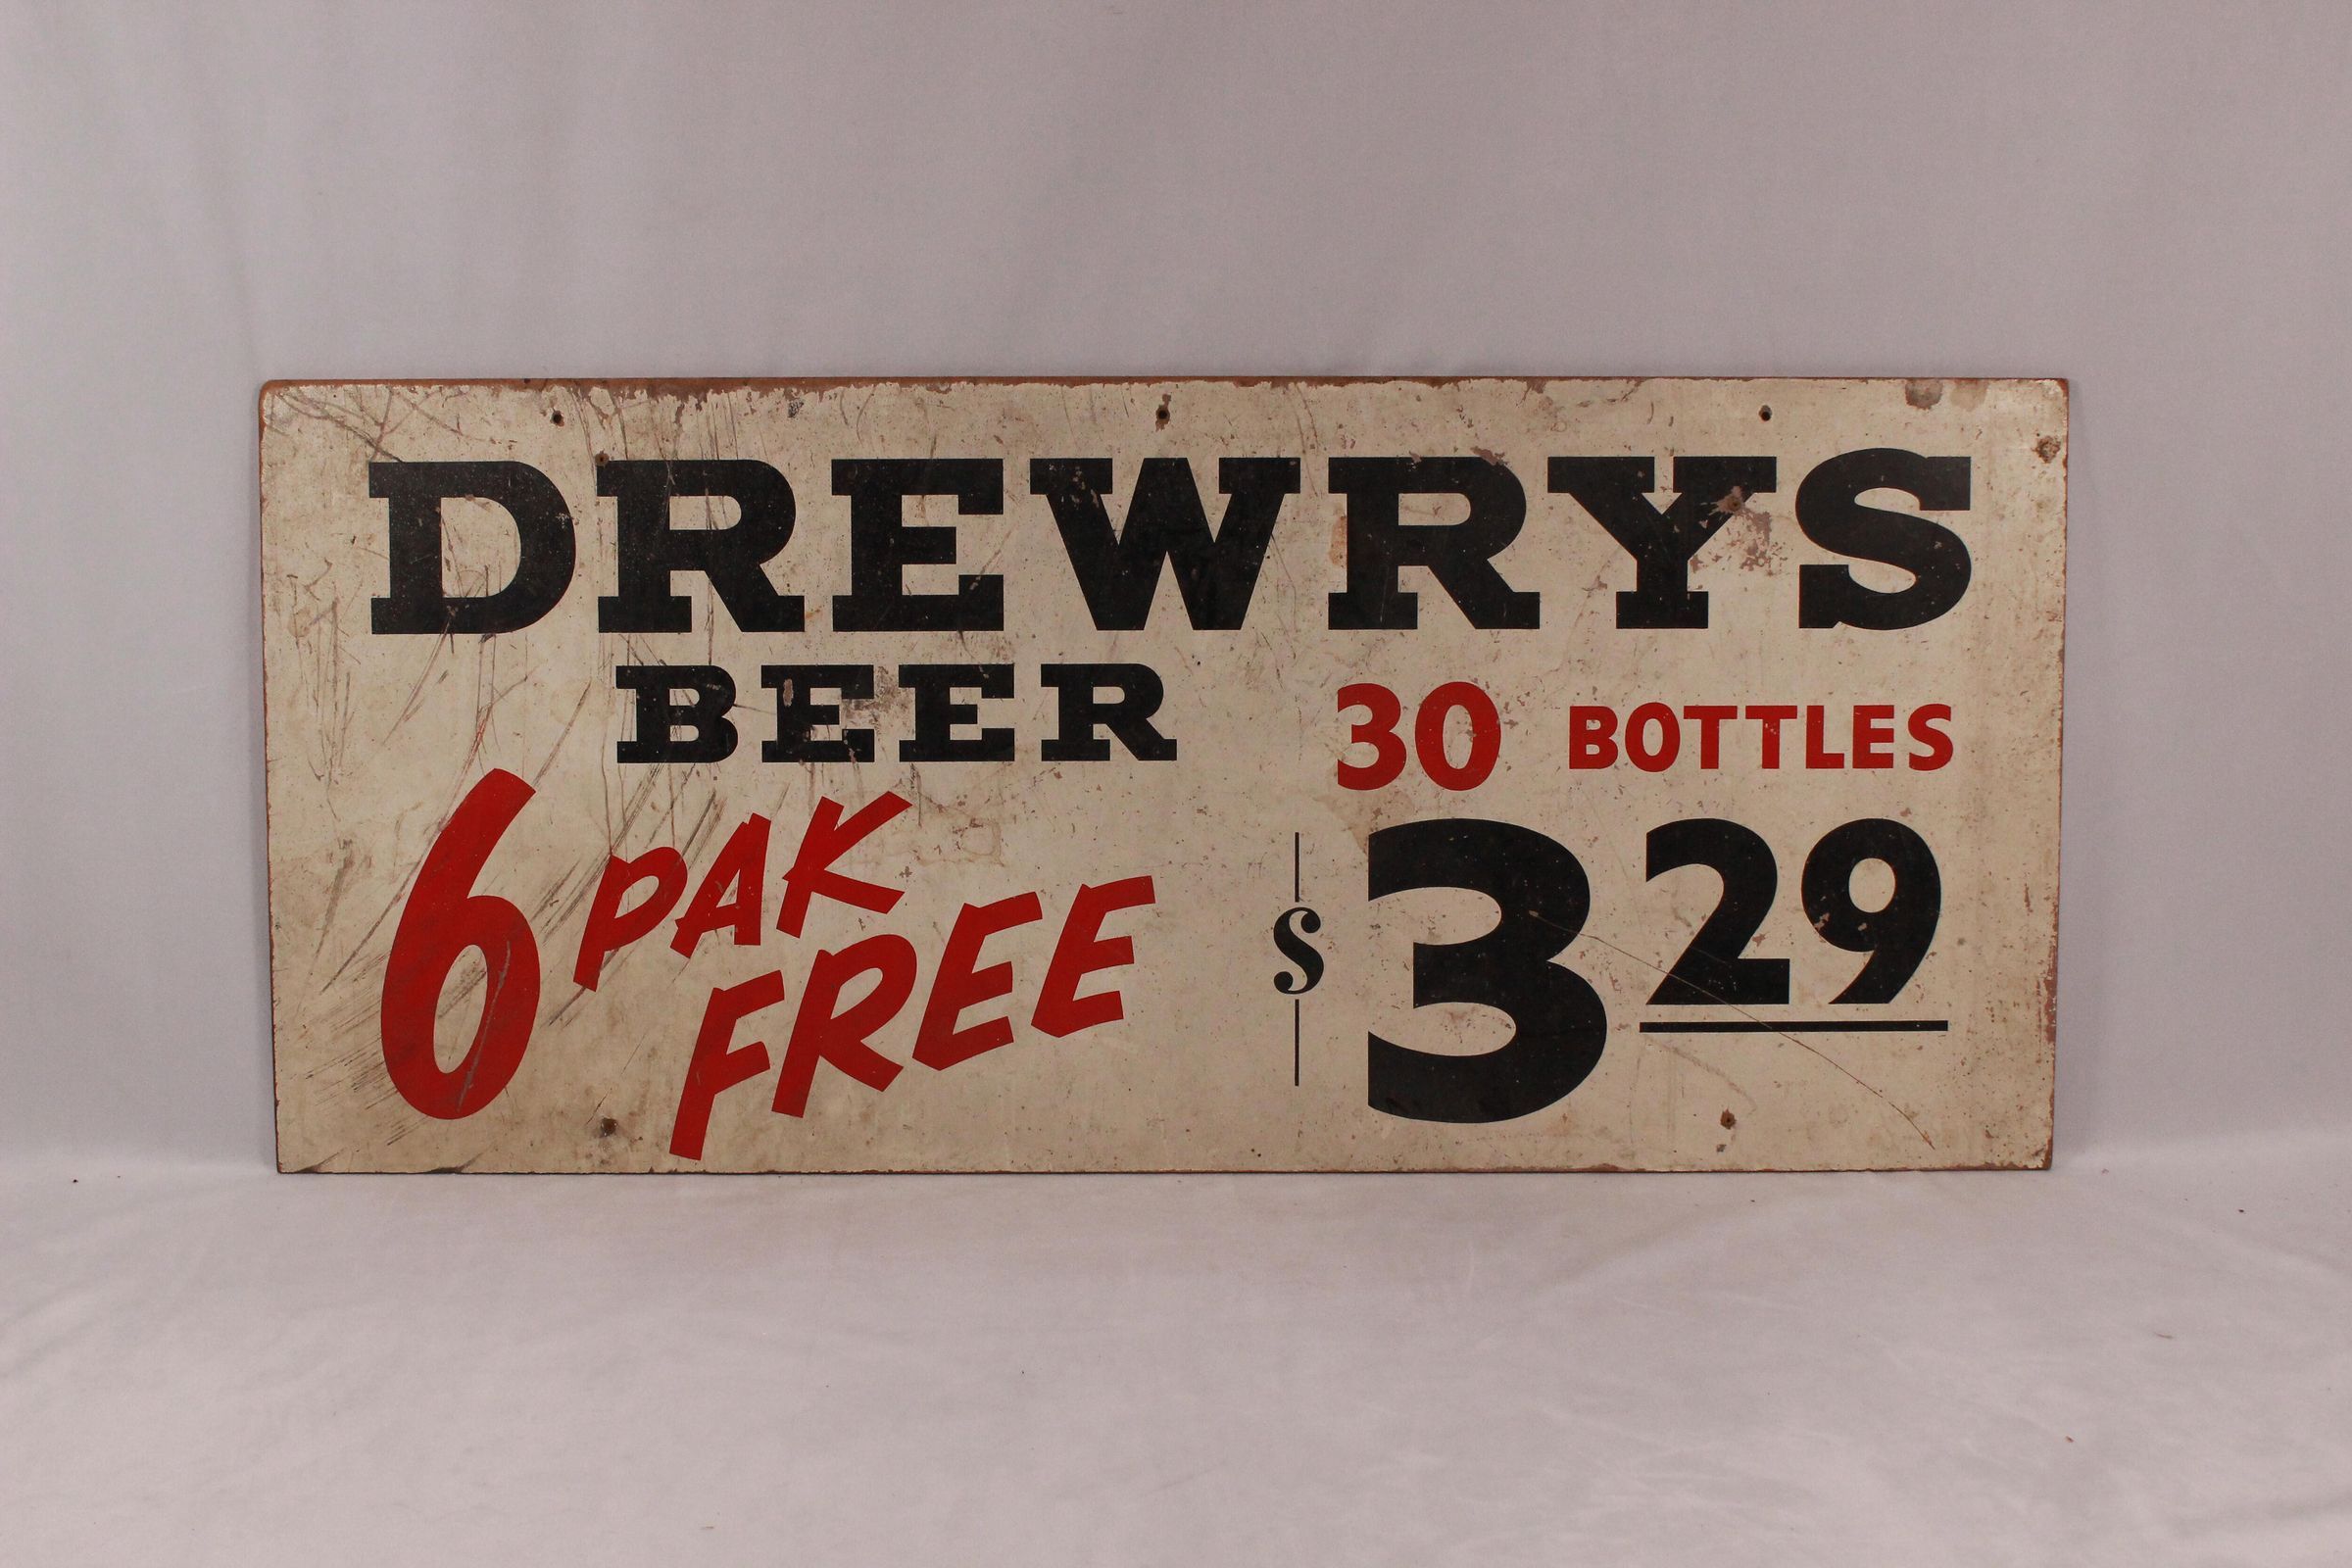 DREWRYS
BEER
30 BOTTLES
6 PAK
FREE
$3 29